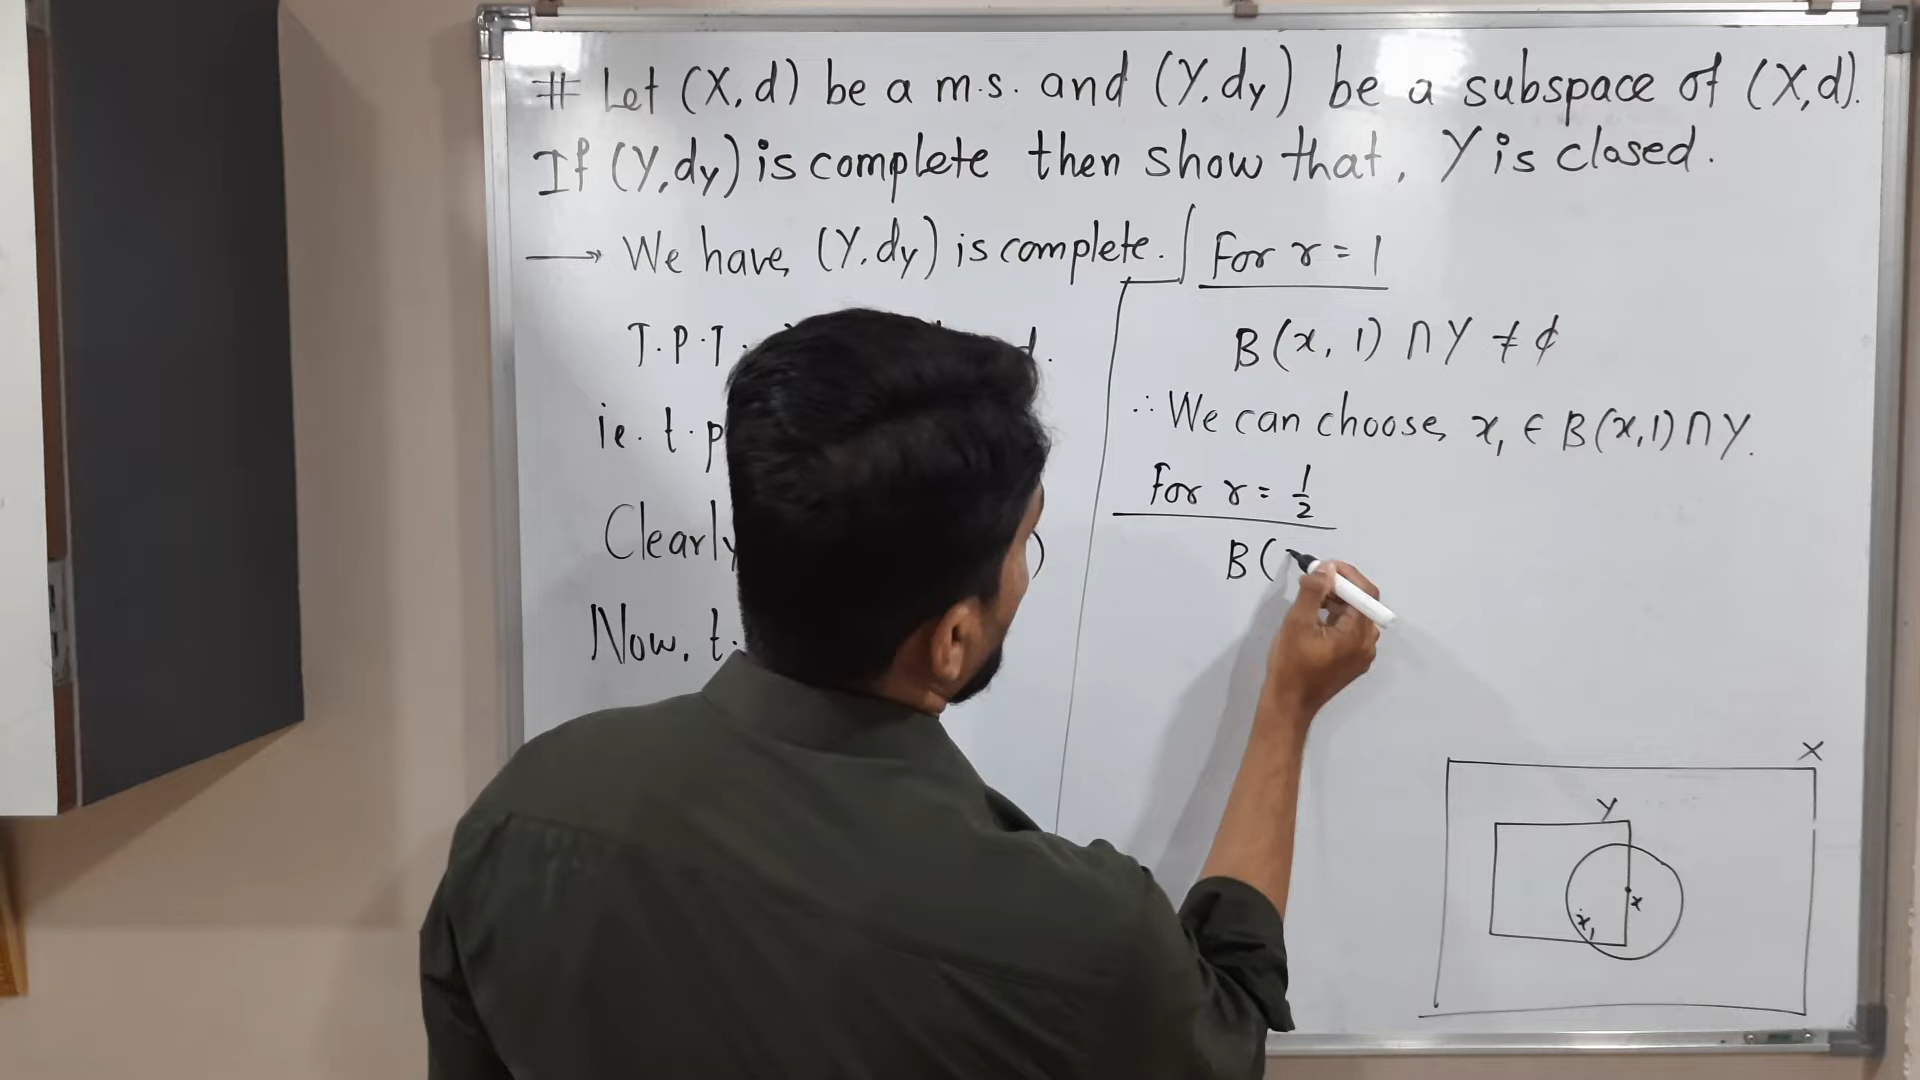 # Let (X, d) be a m.s. and (Y, dy) be a subspace of (X, d).
If (Y, dy) is complete then show that, Y is closed.
→ We have, (Y, dy) is complete.
T.P.T.
ie. t.p
Clearly
Now, t.
For r = 1
B(x, 1) ∩ Y ≠ ¢
∴ We can choose, x₁ ∈ B(x, 1) ∩ Y.
For r = 1/2
B(
X
Y
x
x₁